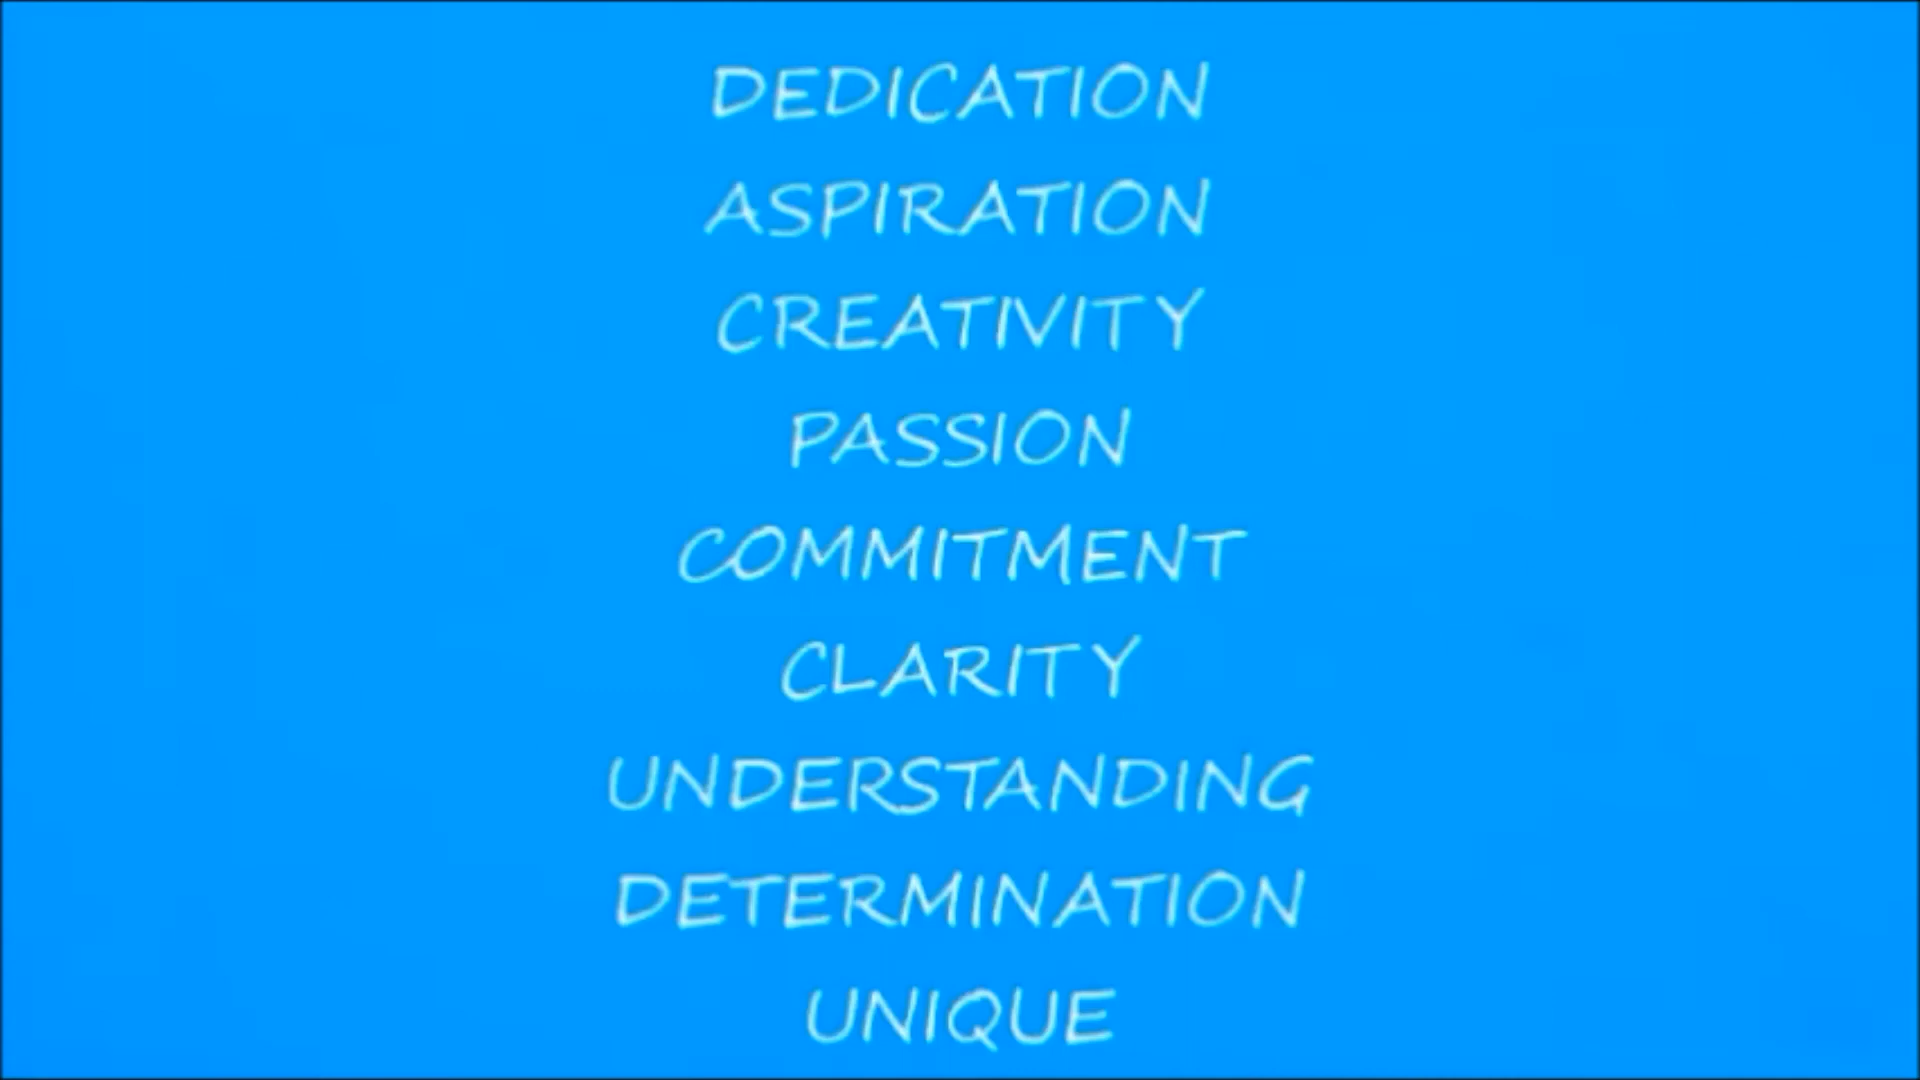 DEDICATION
ASPIRATION
CREATIVITY
PASSION
COMMITMENT
CLARITY
UNDERSTANDING
DETERMINATION
UNIQUE